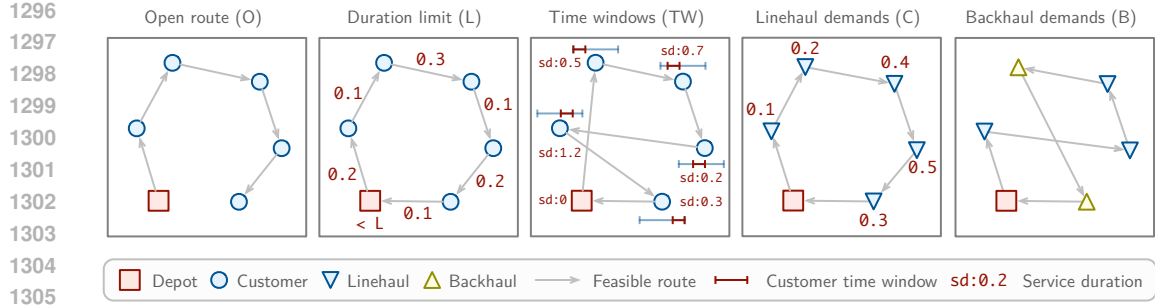 1296
1297
1298
1299
1300
1301
1302
1303
1304
1305
Open route (O)
Duration limit (L)
0.3
0.1
0.1
0.2
0.2
0.1
< L
Time windows (TW)
sd:0.5
sd:0.7
sd:1.2
sd:0.2
sd:0
sd:0.3
Linehaul demands (C)
0.2
0.4
0.1
0.5
0.3
Backhaul demands (B)
Depot Customer Linehaul Backhaul Feasible route Customer time window sd:0.2 Service duration